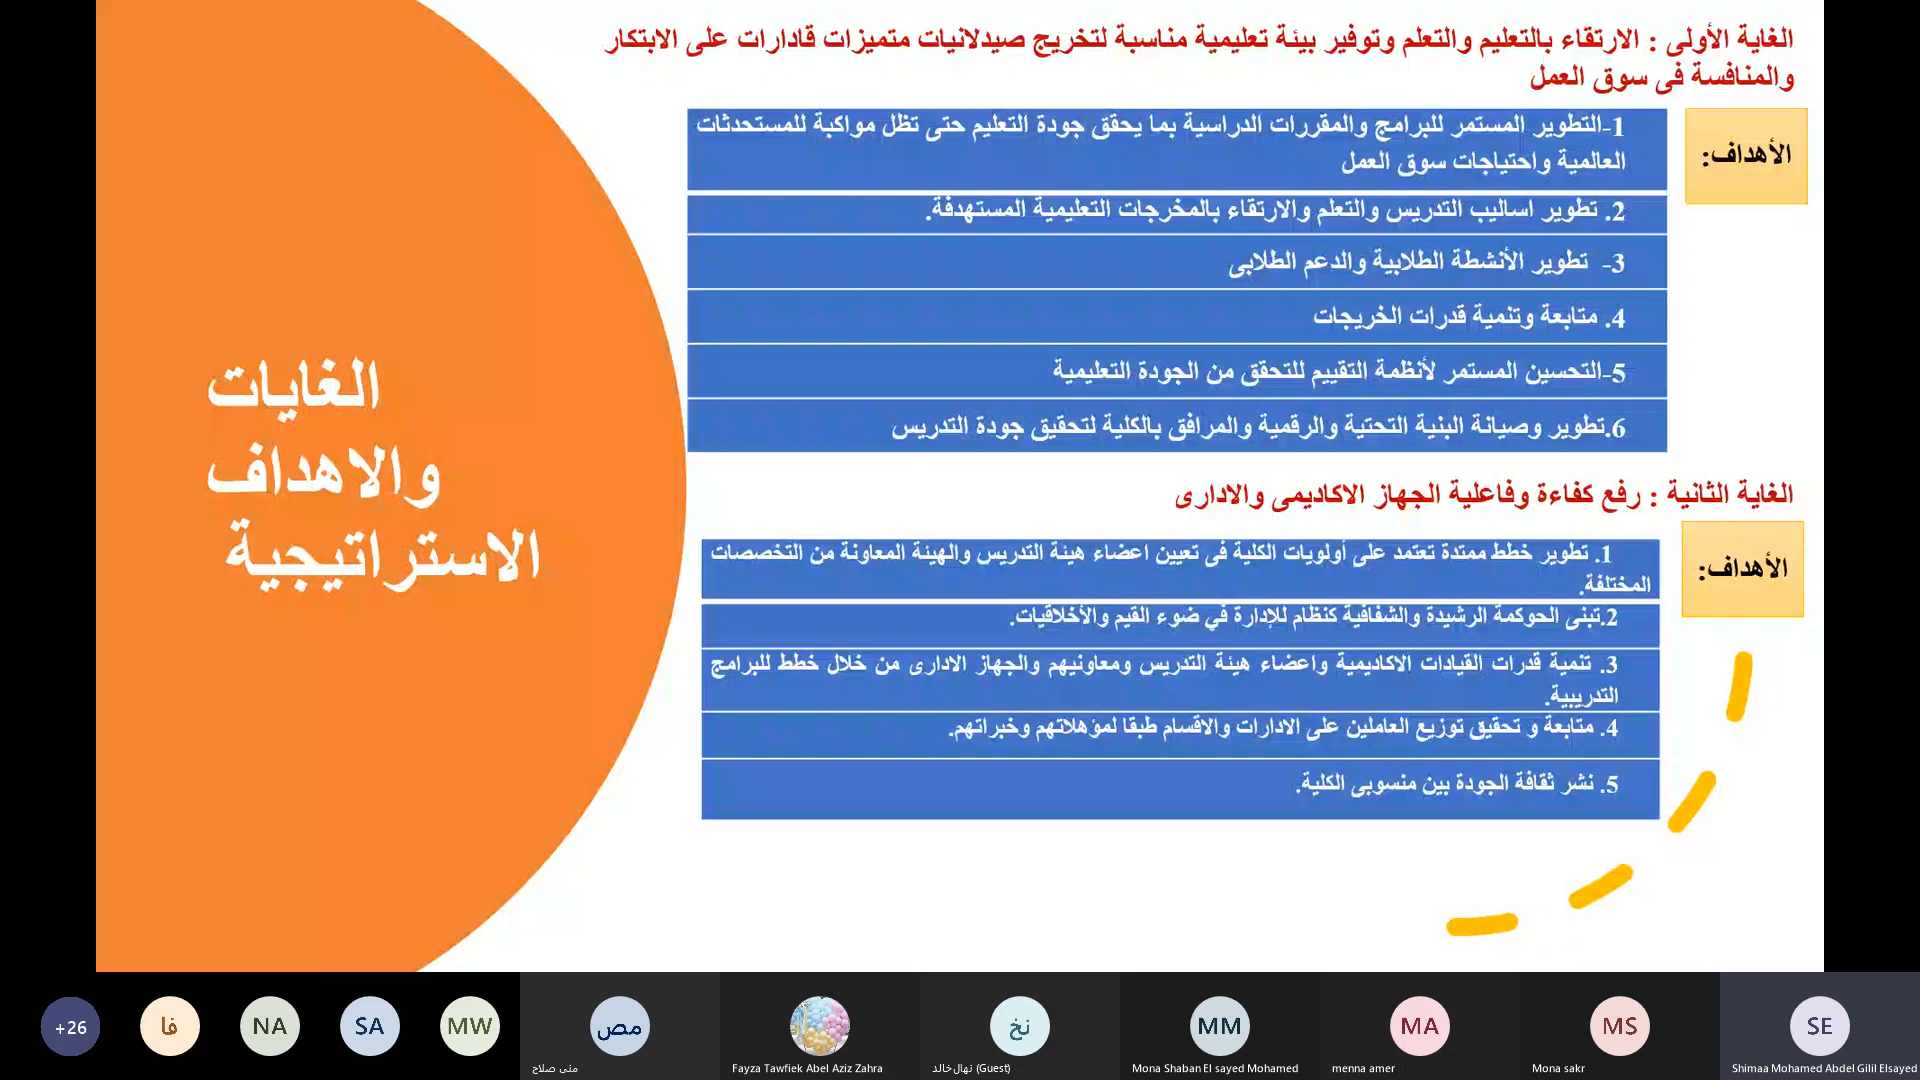 الغاية الأولى : الارتقاء بالتعليم والتعلم وتوفير بيئة تعليمية مناسبة لتخريج صيدلانيات متميزات قادارات على الابتكار
والمنافسة فى سوق العمل
الأهداف:
1-التطوير المستمر للبرامج والمقررات الدراسية بما يحقق جودة التعليم حتى تظل مواكبة للمستحدثات
العالمية واحتياجات سوق العمل
2. تطوير اساليب التدريس والتعلم والارتقاء بالمخرجات التعليمية المستهدفة.
3- تطوير الأنشطة الطلابية والدعم الطلابى
4. متابعة وتنمية قدرات الخريجات
5-التحسين المستمر لأنظمة التقييم للتحقق من الجودة التعليمية
6.تطوير وصيانة البنية التحتية والرقمية والمرافق بالكلية لتحقيق جودة التدريس
الغاية الثانية : رفع كفاءة وفاعلية الجهاز الاكاديمى والادارى
الأهداف:
1. تطوير خطط ممتدة تعتمد على أولويات الكلية فى تعيين اعضاء هيئة التدريس والهيئة المعاونة من التخصصات
المختلفة.
2.تبنى الحوكمة الرشيدة والشفافية كنظام للإدارة في ضوء القيم والأخلاقيات.
3. تنمية قدرات القيادات الاكاديمية واعضاء هيئة التدريس ومعاونيهم والجهاز الادارى من خلال خطط للبرامج
التدريبية.
4. متابعة و تحقيق توزيع العاملين على الادارات والاقسام طبقا لمؤهلاتهم وخبراتهم.
5. نشر ثقافة الجودة بين منسوبى الكلية.
الغايات
والاهداف
الاستراتيجية
+26
فا
NA
SA
MW
مص
منى صلاح
Fayza Tawfiek Abel Aziz Zahra
نخ
نهال خالد (Guest)
MM
Mona Shaban El sayed Mohamed
MA
menna amer
MS
Mona sakr
SE
Shimaa Mohamed Abdel Gilil Elsayed